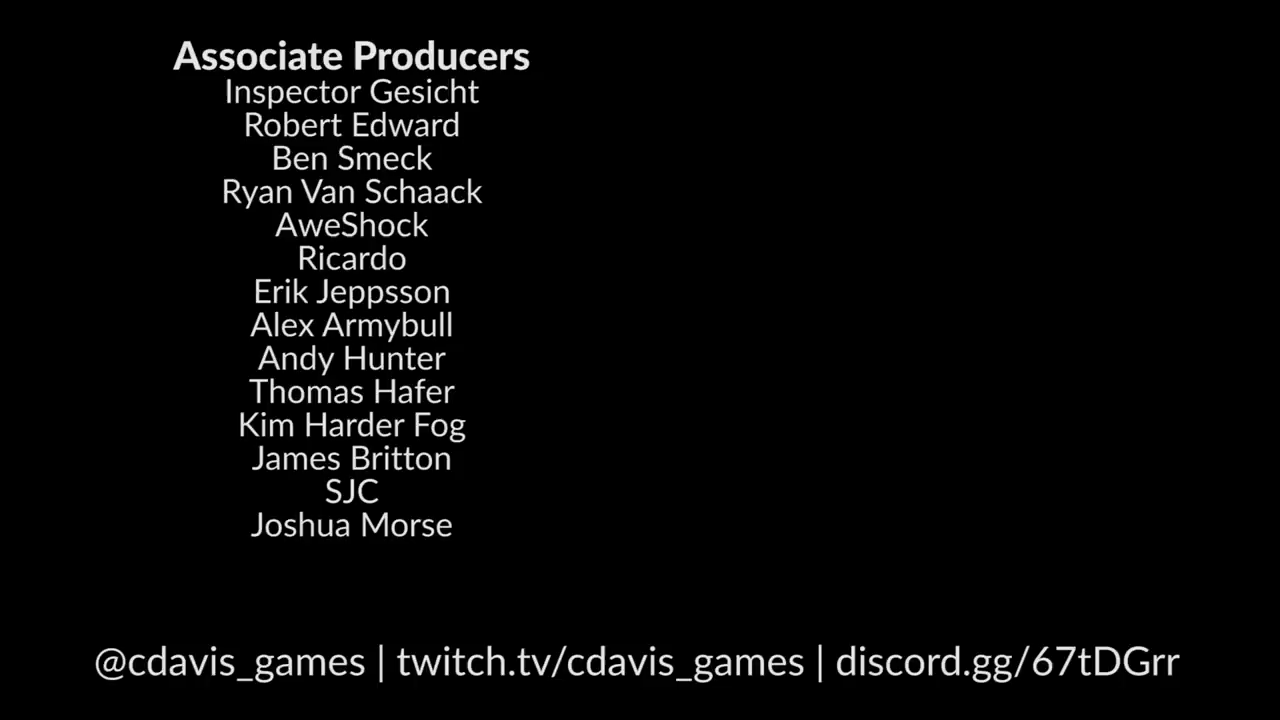 Associate Producers
Inspector Gesicht
Robert Edward
Ben Smeck
Ryan Van Schaack
AweShock
Ricardo
Erik Jeppsson
Alex Armybull
Andy Hunter
Thomas Hafer
Kim Harder Fog
James Britton
SJC
Joshua Morse
@cdavis_games | twitch.tv/cdavis_games | discord.gg/67tDGrr